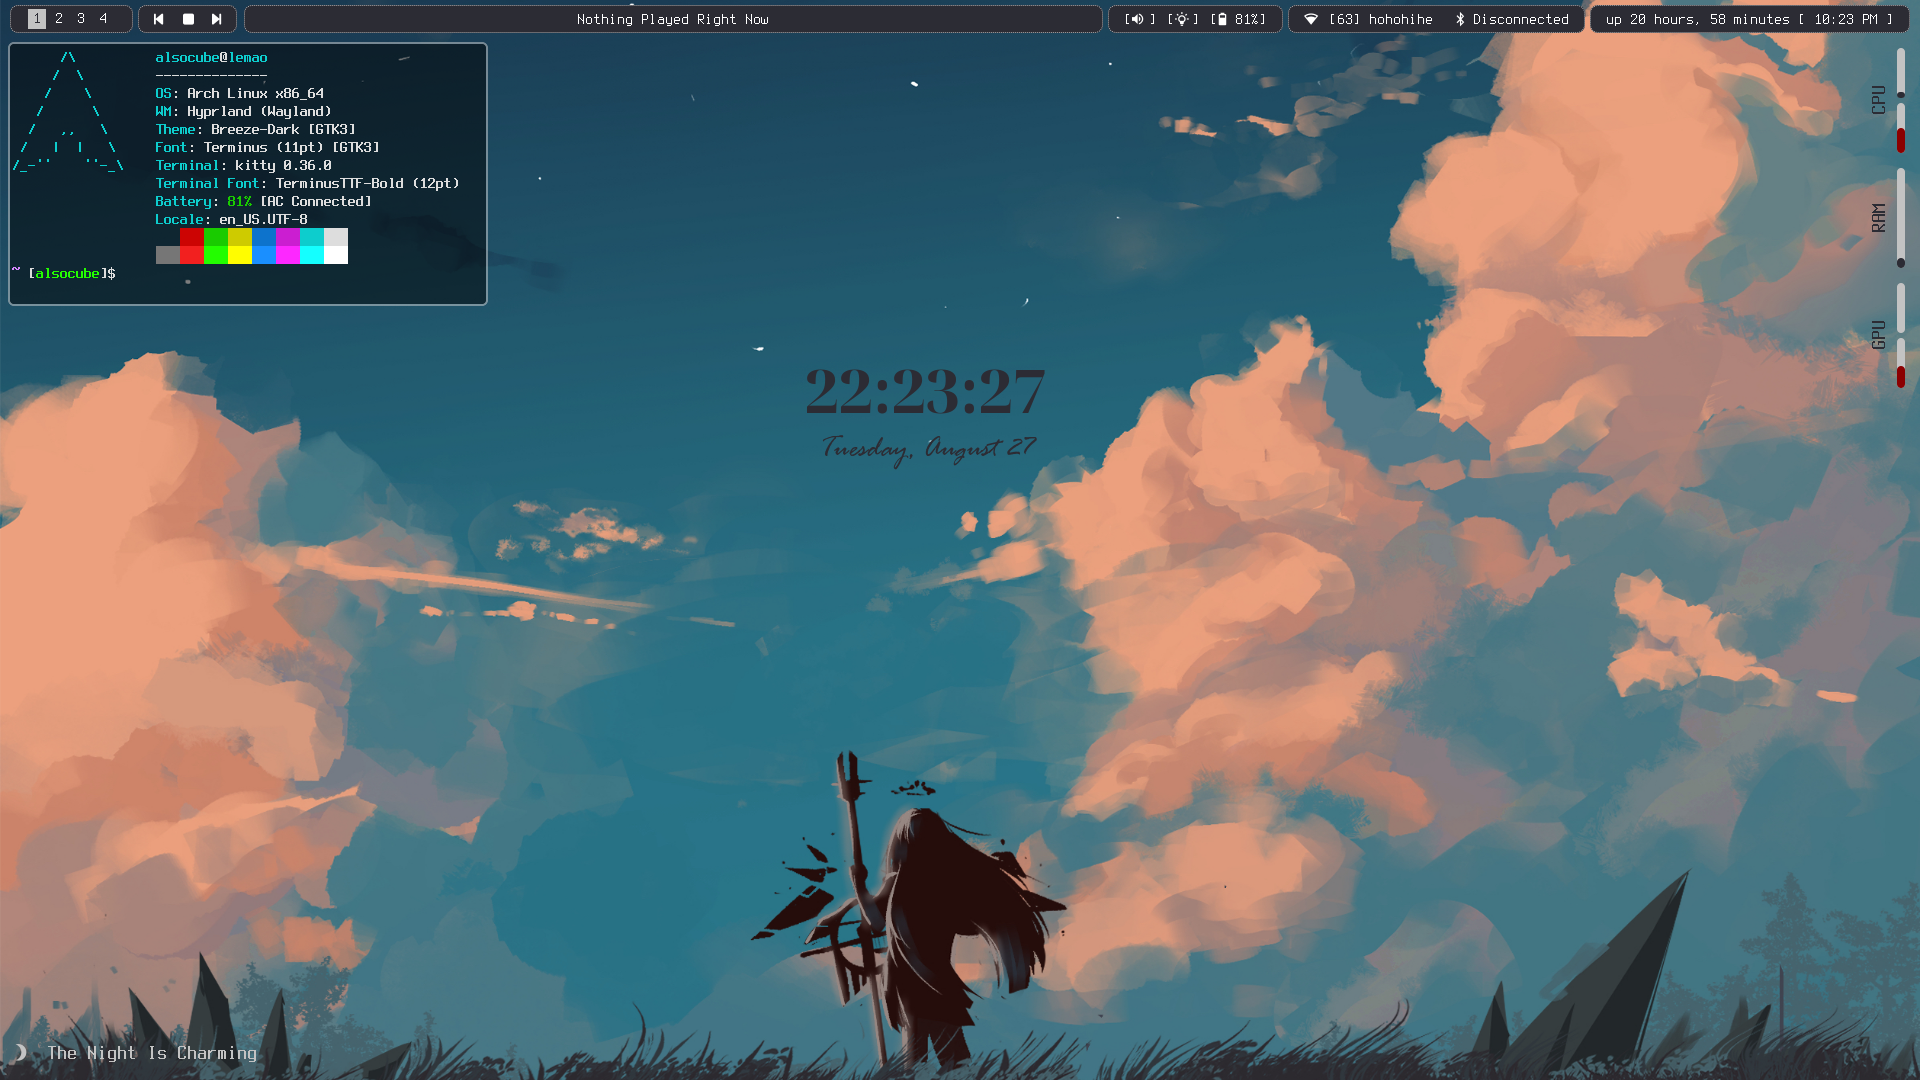 1 2 3 4
Nothing Played Right Now
[ ] [ ] [ 81%]
[63] hohohihe Disconnected
up 20 hours, 58 minutes [ 10:23 PM ]
alsocube@lemao
--------------
OS: Arch Linux x86_64
WM: Hyprland (Wayland)
Theme: Breeze-Dark [GTK3]
Font: Terminus (11pt) [GTK3]
Terminal: kitty 0.36.0
Terminal Font: TerminusTTF-Bold (12pt)
Battery: 81% [AC Connected]
Locale: en_US.UTF-8
~ [alsocube]$
CPU
RAM
GPU
22:23:27
Tuesday, August 27
The Night Is Charming